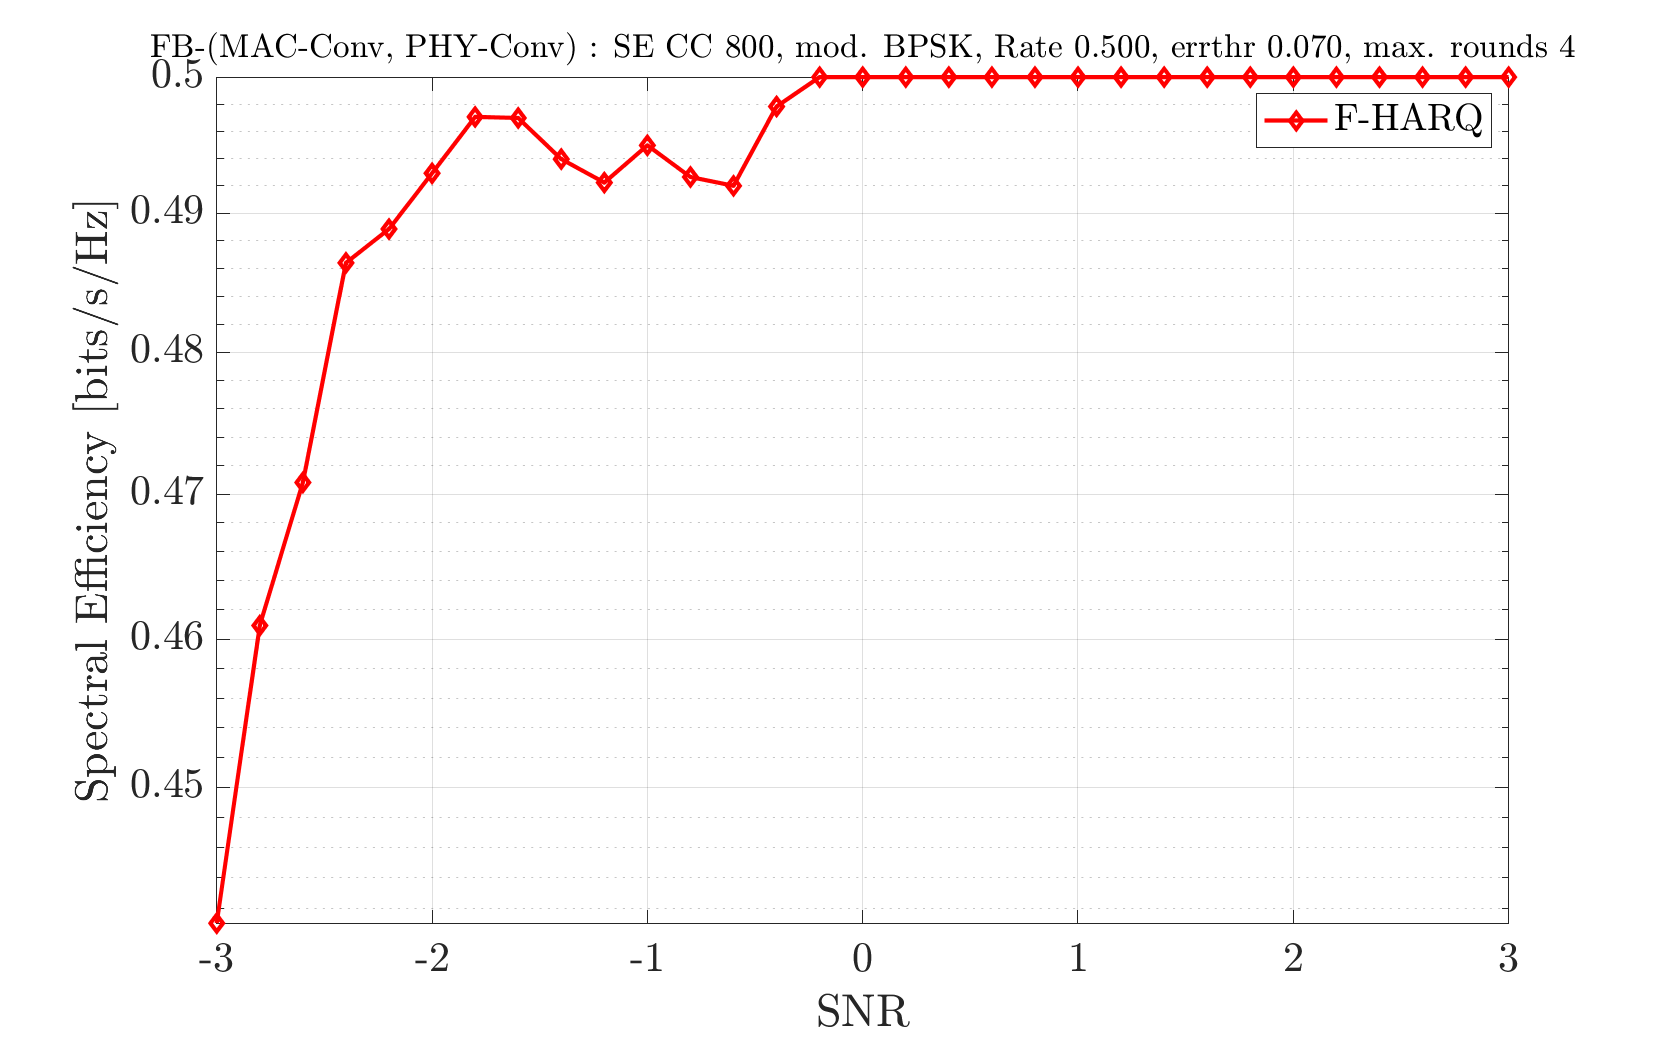 FB-(MAC-Conv, PHY-Conv) : SE CC 800, mod. BPSK, Rate 0.500, errthr 0.070, max. rounds 4
0.5
0.49
0.48
0.47
0.46
0.45
Spectral Efficiency [bits/s/Hz]
F-HARQ
-3 -2 -1 0 1 2 3
SNR